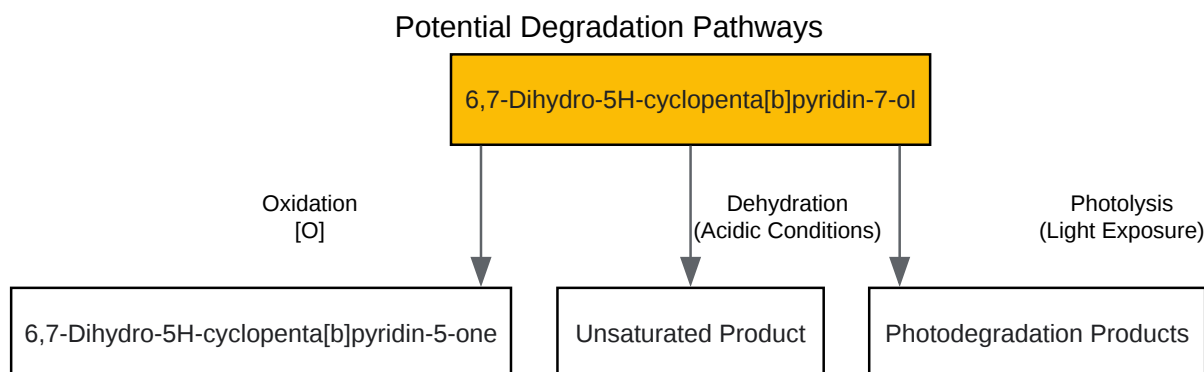 Potential Degradation Pathways
6,7-Dihydro-5H-cyclopenta[b]pyridin-7-ol
Oxidation
[O]
Dehydration
(Acidic Conditions)
Photolysis
(Light Exposure)
6,7-Dihydro-5H-cyclopenta[b]pyridin-5-one
Unsaturated Product
Photodegradation Products